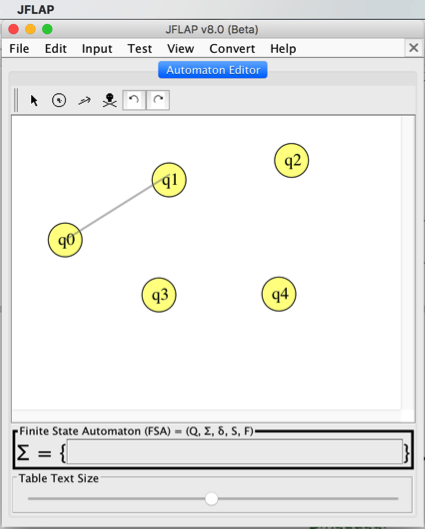 JFLAP
JFLAP v8.0 (Beta)
File Edit Input Test View Convert Help
Automaton Editor
q2
q1
q0
q3 q4
Finite State Automaton (FSA) = (Q, Σ, δ, S, F)
Σ = { }
Table Text Size